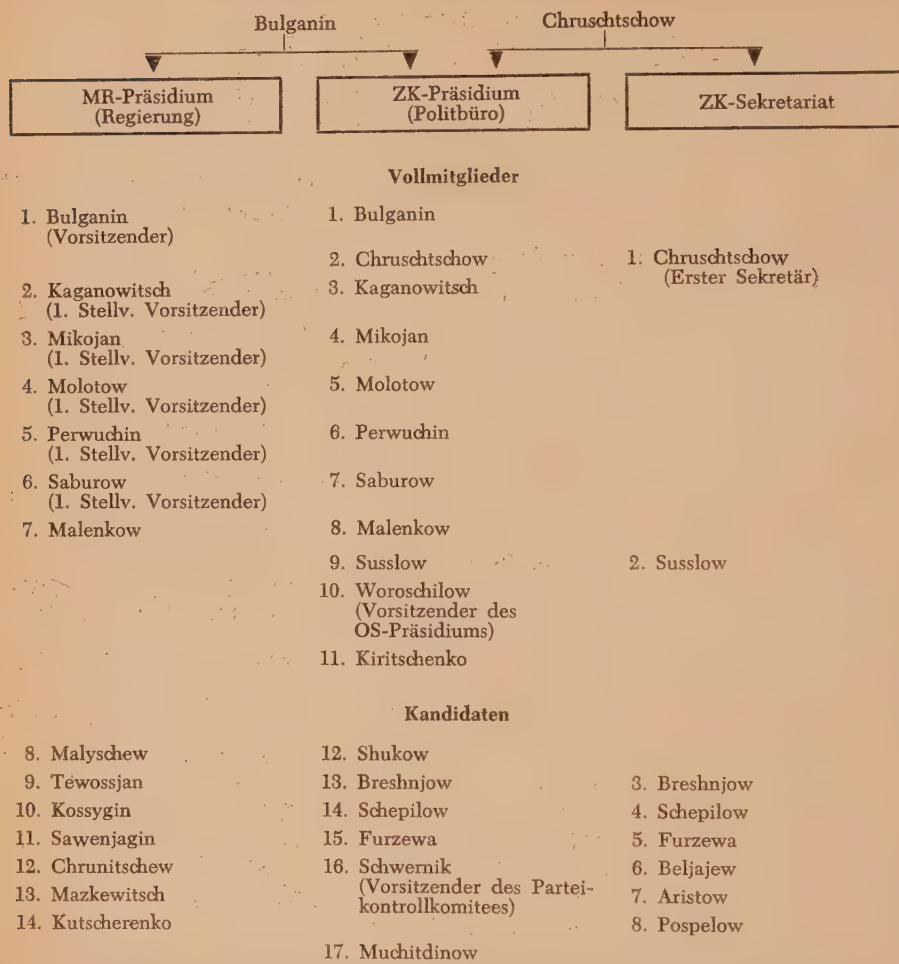 Bulganin
Chruschtschow
MR-Präsidium
(Regierung)
ZK-Präsidium
(Politbüro)
ZK-Sekretariat
Vollmitglieder
1. Bulganin
(Vorsitzender)
2. Kaganowitsch
(1. Stellv. Vorsitzender)
3. Mikojan
(1. Stellv. Vorsitzender)
4. Molotow
(1. Stellv. Vorsitzender)
5. Perwuchin
(1. Stellv. Vorsitzender)
6. Saburow
(1. Stellv. Vorsitzender)
7. Malenkow
1. Bulganin
2. Chruschtschow
3. Kaganowitsch
4. Mikojan
5. Molotow
6. Perwuchin
7. Saburow
8. Malenkow
9. Susslow
10. Woroschilow
(Vorsitzender des
OS-Präsidiums)
11. Kiritschenko
1. Chruschtschow
(Erster Sekretär)
2. Susslow
Kandidaten
8. Malyschew
9. Tewossjan
10. Kossygin
11. Sawenjagin
12. Chrunitschew
13. Mazkewitsch
14. Kutscherenko
12. Shukow
13. Breshnjow
14. Schepilow
15. Furzewa
16. Schwernik
(Vorsitzender des Partei-
kontrollkomitees)
17. Muchitdinow
3. Breshnjow
4. Schepilow
5. Furzewa
6. Beljajew
7. Aristow
8. Pospelow